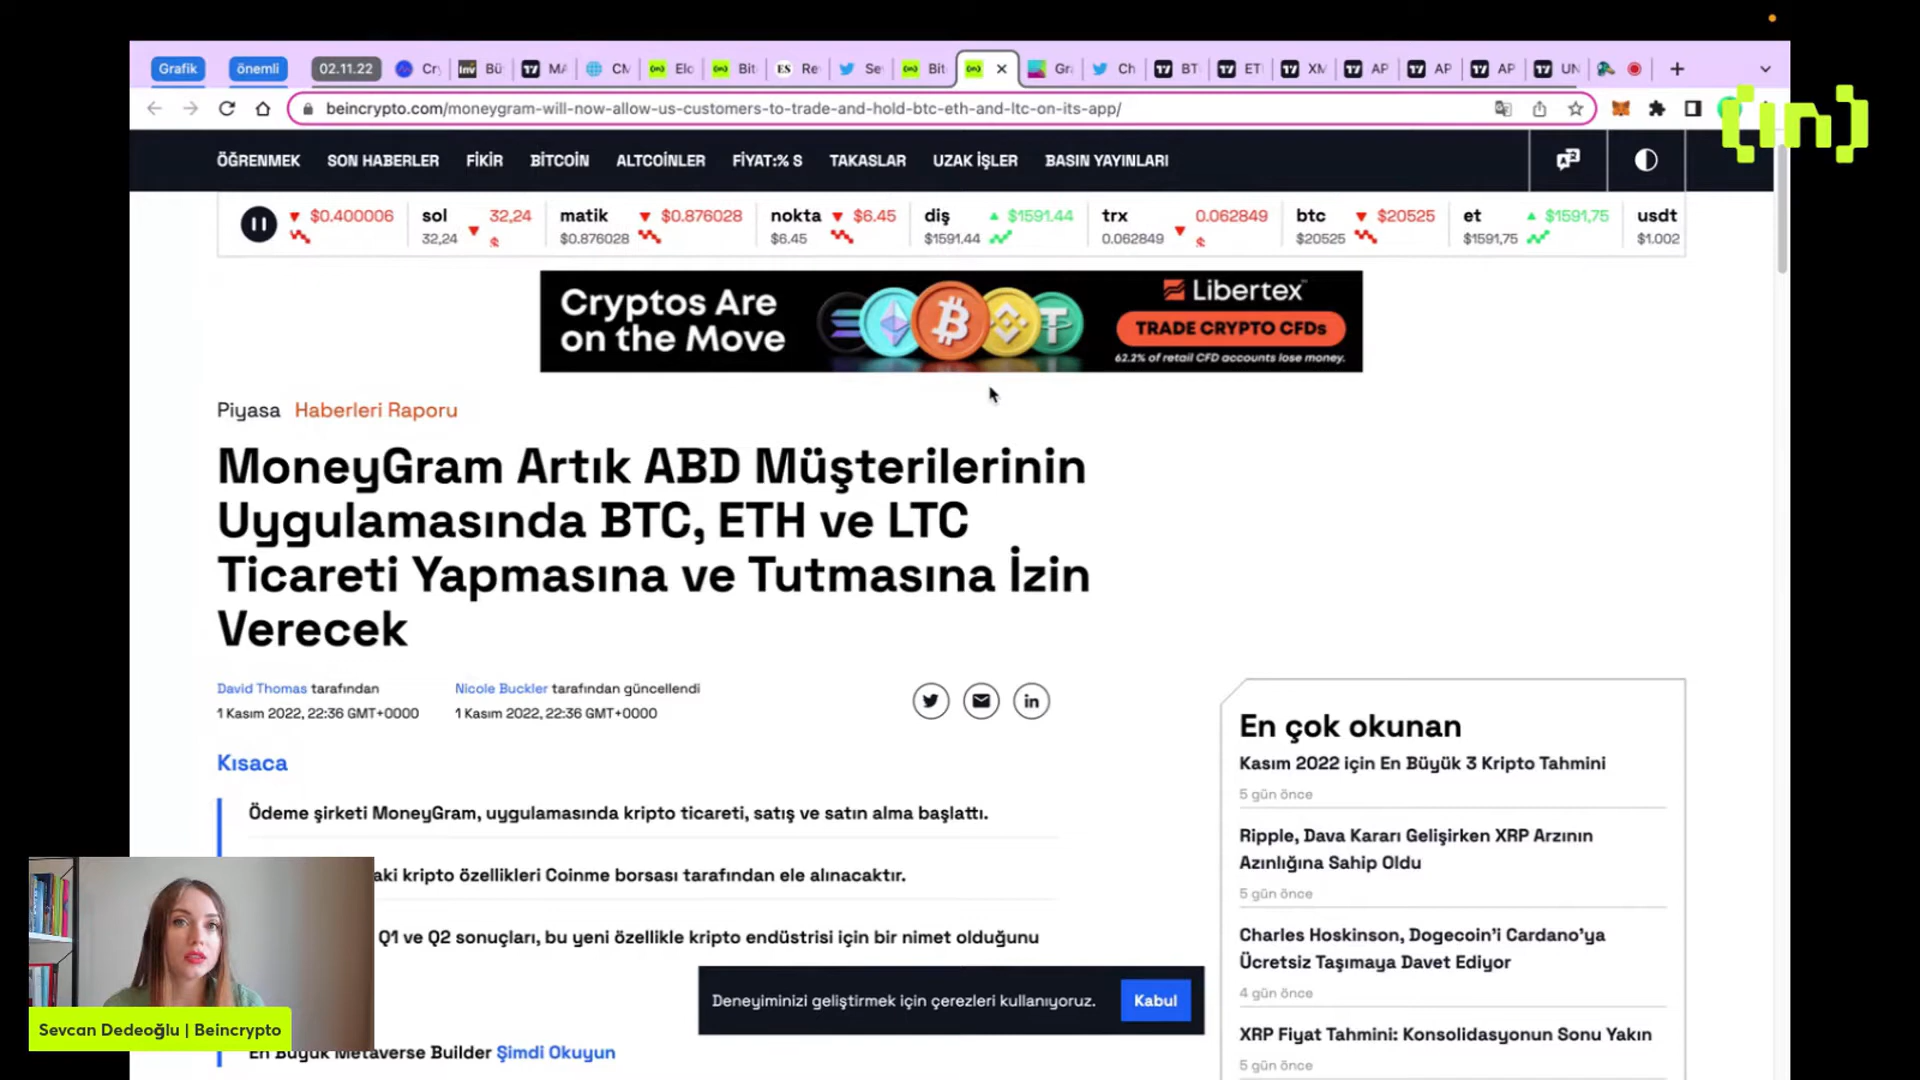 Grafik önemli 02.11.22 Cr Bü MA CM Elo Bit Re Se Bit Gr Ch BT ET XM AP AP AP UN
beincrypto.com/moneygram-will-now-allow-us-customers-to-trade-and-hold-btc-eth-and-ltc-on-its-app/
[in]
ÖĞRENMEK SON HABERLER FİKİR BİTCOİN ALTCOİNLER FİYAT:% S TAKASLAR UZAK İŞLER BASIN YAYINLARI
$0.400006 sol 32,24 matik $0.876028 nokta $6.45 diş $1591.44 trx 0.062849 btc $20525 et $1591,75 usdt
32,24 $ $0.876028 $6.45 $1591.44 0.062849 $ $20525 $1591,75 $1.002
Cryptos Are
on the Move
Libertex
TRADE CRYPTO CFDs
62.2% of retail CFD accounts lose money.
Piyasa Haberleri Raporu
MoneyGram Artık ABD Müşterilerinin
Uygulamasında BTC, ETH ve LTC
Ticareti Yapmasına ve Tutmasına İzin
Verecek
David Thomas tarafından
1 Kasım 2022, 22:36 GMT+0000
Nicole Buckler tarafından güncellendi
1 Kasım 2022, 22:36 GMT+0000
Kısaca
Ödeme şirketi MoneyGram, uygulamasında kripto ticareti, satış ve satın alma başlattı.
aki kripto özellikleri Coinme borsası tarafından ele alınacaktır.
Q1 ve Q2 sonuçları, bu yeni özellikle kripto endüstrisi için bir nimet olduğunu
En Büyük Metaverse Builder Şimdi Okuyun
En çok okunan
Kasım 2022 için En Büyük 3 Kripto Tahmini
5 gün önce
Ripple, Dava Kararı Gelişirken XRP Arzının
Azınlığına Sahip Oldu
5 gün önce
Charles Hoskinson, Dogecoin'i Cardano'ya
Ücretsiz Taşımaya Davet Ediyor
4 gün önce
XRP Fiyat Tahmini: Konsolidasyonun Sonu Yakın
5 gün önce
Deneyiminizi geliştirmek için çerezleri kullanıyoruz. Kabul
Sevcan Dedeoğlu | Beincrypto